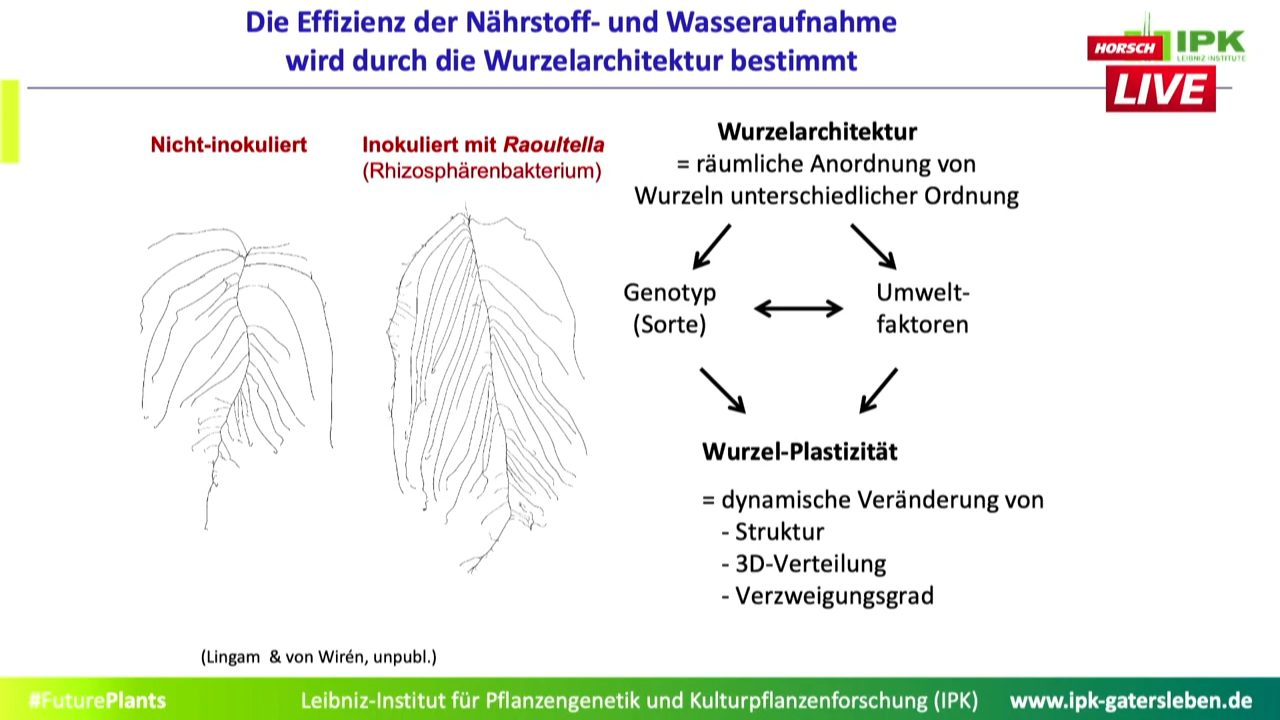 Die Effizienz der Nährstoff- und Wasseraufnahme
wird durch die Wurzelarchitektur bestimmt
HORSCH
LIVE
IPK
LEIBNIZ INSTITUTE
Nicht-inokuliert
Inokuliert mit Raoultella
(Rhizosphärenbakterium)
Wurzelarchitektur
= räumliche Anordnung von
Wurzeln unterschiedlicher Ordnung
Genotyp
(Sorte)
Umwelt-
faktoren
Wurzel-Plastizität
= dynamische Veränderung von
- Struktur
- 3D-Verteilung
- Verzweigungsgrad
(Lingam & von Wirén, unpubl.)
#FuturePlants
Leibniz-Institut für Pflanzengenetik und Kulturpflanzenforschung (IPK)
www.ipk-gatersleben.de